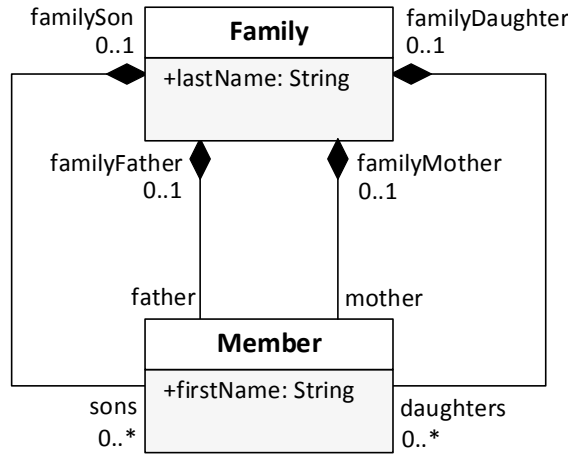 familySon
0..1
Family
familyDaughter
0..1
+lastName: String
familyFather
0..1
familyMother
0..1
father
mother
Member
+firstName: String
sons
0..*
daughters
0..*